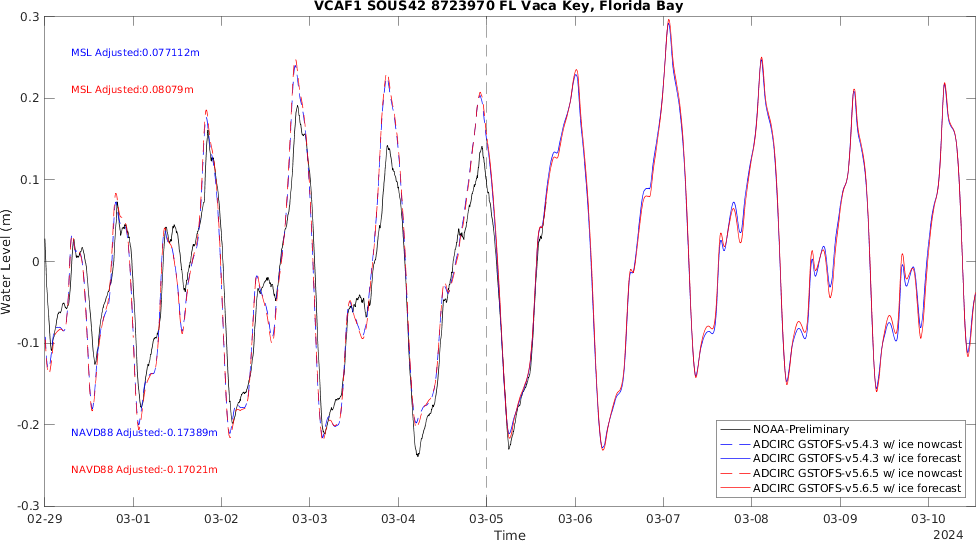 VCAF1 SOUS42 8723970 FL Vaca Key, Florida Bay
0.3
0.2
0.1
0
-0.1
-0.2
-0.3
Water Level (m)
MSL Adjusted:0.077112m
MSL Adjusted:0.08079m
NAVD88 Adjusted:-0.17389m
NAVD88 Adjusted:-0.17021m
NOAA-Preliminary
ADCIRC GSTOFS-v5.4.3 w/ ice nowcast
ADCIRC GSTOFS-v5.4.3 w/ ice forecast
ADCIRC GSTOFS-v5.6.5 w/ ice nowcast
ADCIRC GSTOFS-v5.6.5 w/ ice forecast
02-29 03-01 03-02 03-03 03-04 03-05 03-06 03-07 03-08 03-09 03-10
Time
2024